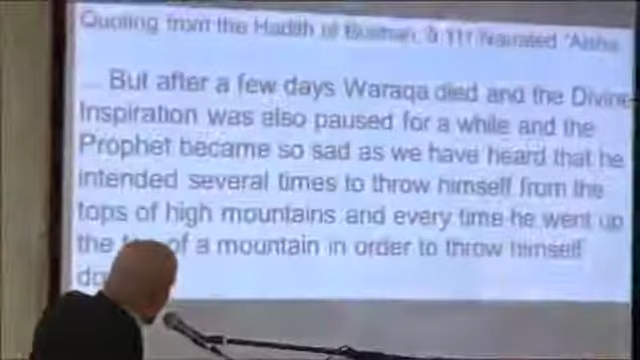 Quoting from the Hadith of Bukhari, 9 111 Narrated 'Aisha
... But after a few days Waraqa died and the Divine
Inspiration was also paused for a while and the
Prophet became so sad as we have heard that he
intended several times to throw himself from the
tops of high mountains and every time he went up
the of a mountain in order to throw himself